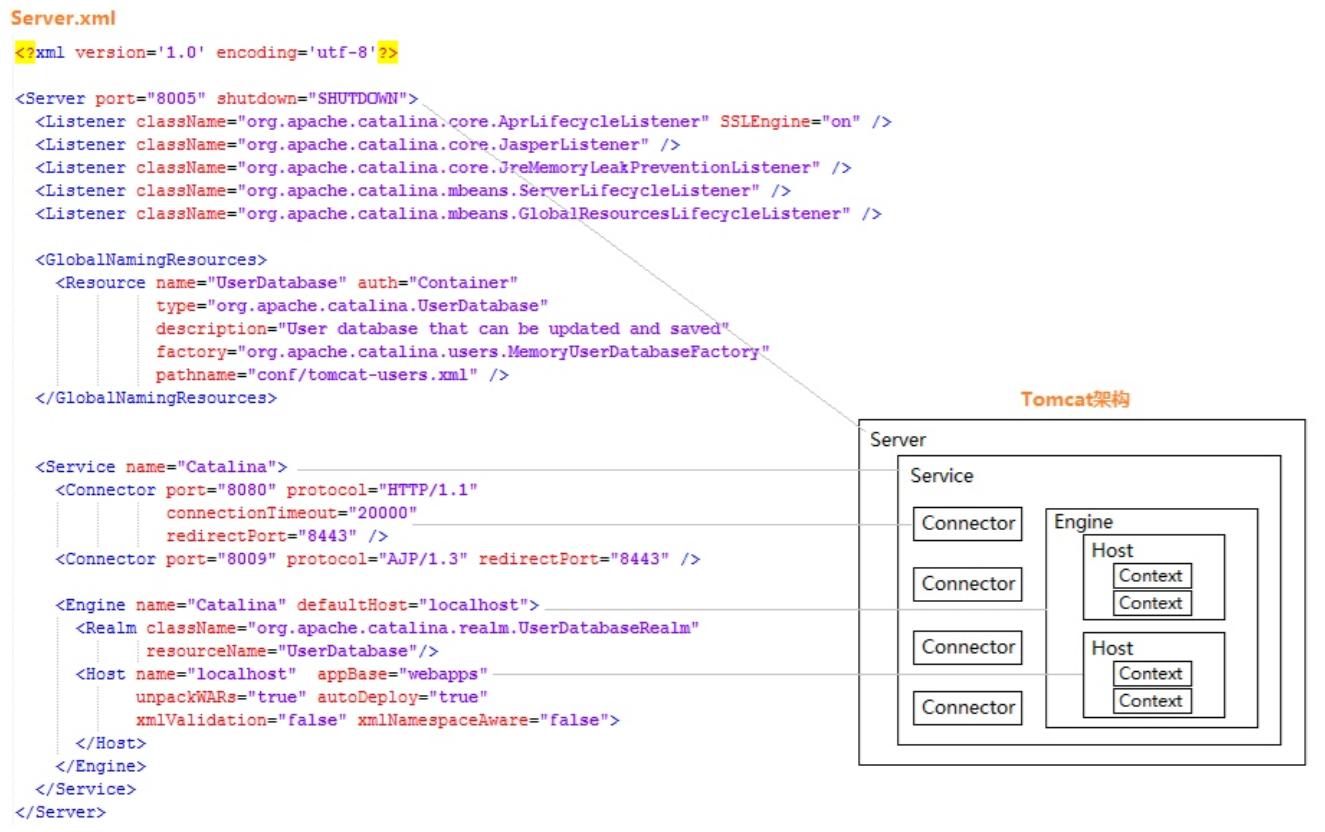 Server.xml
<?xml version='1.0' encoding='utf-8'?>
<Server port="8005" shutdown="SHUTDOWN">
<Listener className="org.apache.catalina.core.AprLifecycleListener" SSLEngine="on" />
<Listener className="org.apache.catalina.core.JasperListener" />
<Listener className="org.apache.catalina.core.JreMemoryLeakPreventionListener" />
<Listener className="org.apache.catalina.mbeans.ServerLifecycleListener" />
<Listener className="org.apache.catalina.mbeans.GlobalResourcesLifecycleListener" />
<GlobalNamingResources>
<Resource name="UserDatabase" auth="Container"
type="org.apache.catalina.UserDatabase"
description="User database that can be updated and saved"
factory="org.apache.catalina.users.MemoryUserDatabaseFactory"
pathname="conf/tomcat-users.xml" />
</GlobalNamingResources>
<Service name="Catalina">
<Connector port="8080" protocol="HTTP/1.1"
connectionTimeout="20000"
redirectPort="8443" />
<Connector port="8009" protocol="AJP/1.3" redirectPort="8443" />
<Engine name="Catalina" defaultHost="localhost">
<Realm className="org.apache.catalina.realm.UserDatabaseRealm"
resourceName="UserDatabase"/>
<Host name="localhost" appBase="webapps"
unpackWARs="true" autoDeploy="true"
xmlValidation="false" xmlNamespaceAware="false">
</Host>
</Engine>
</Service>
</Server>
Tomcat架构
Server
Service
Connector
Connector
Connector
Connector
Engine
Host
Context
Context
Host
Context
Context